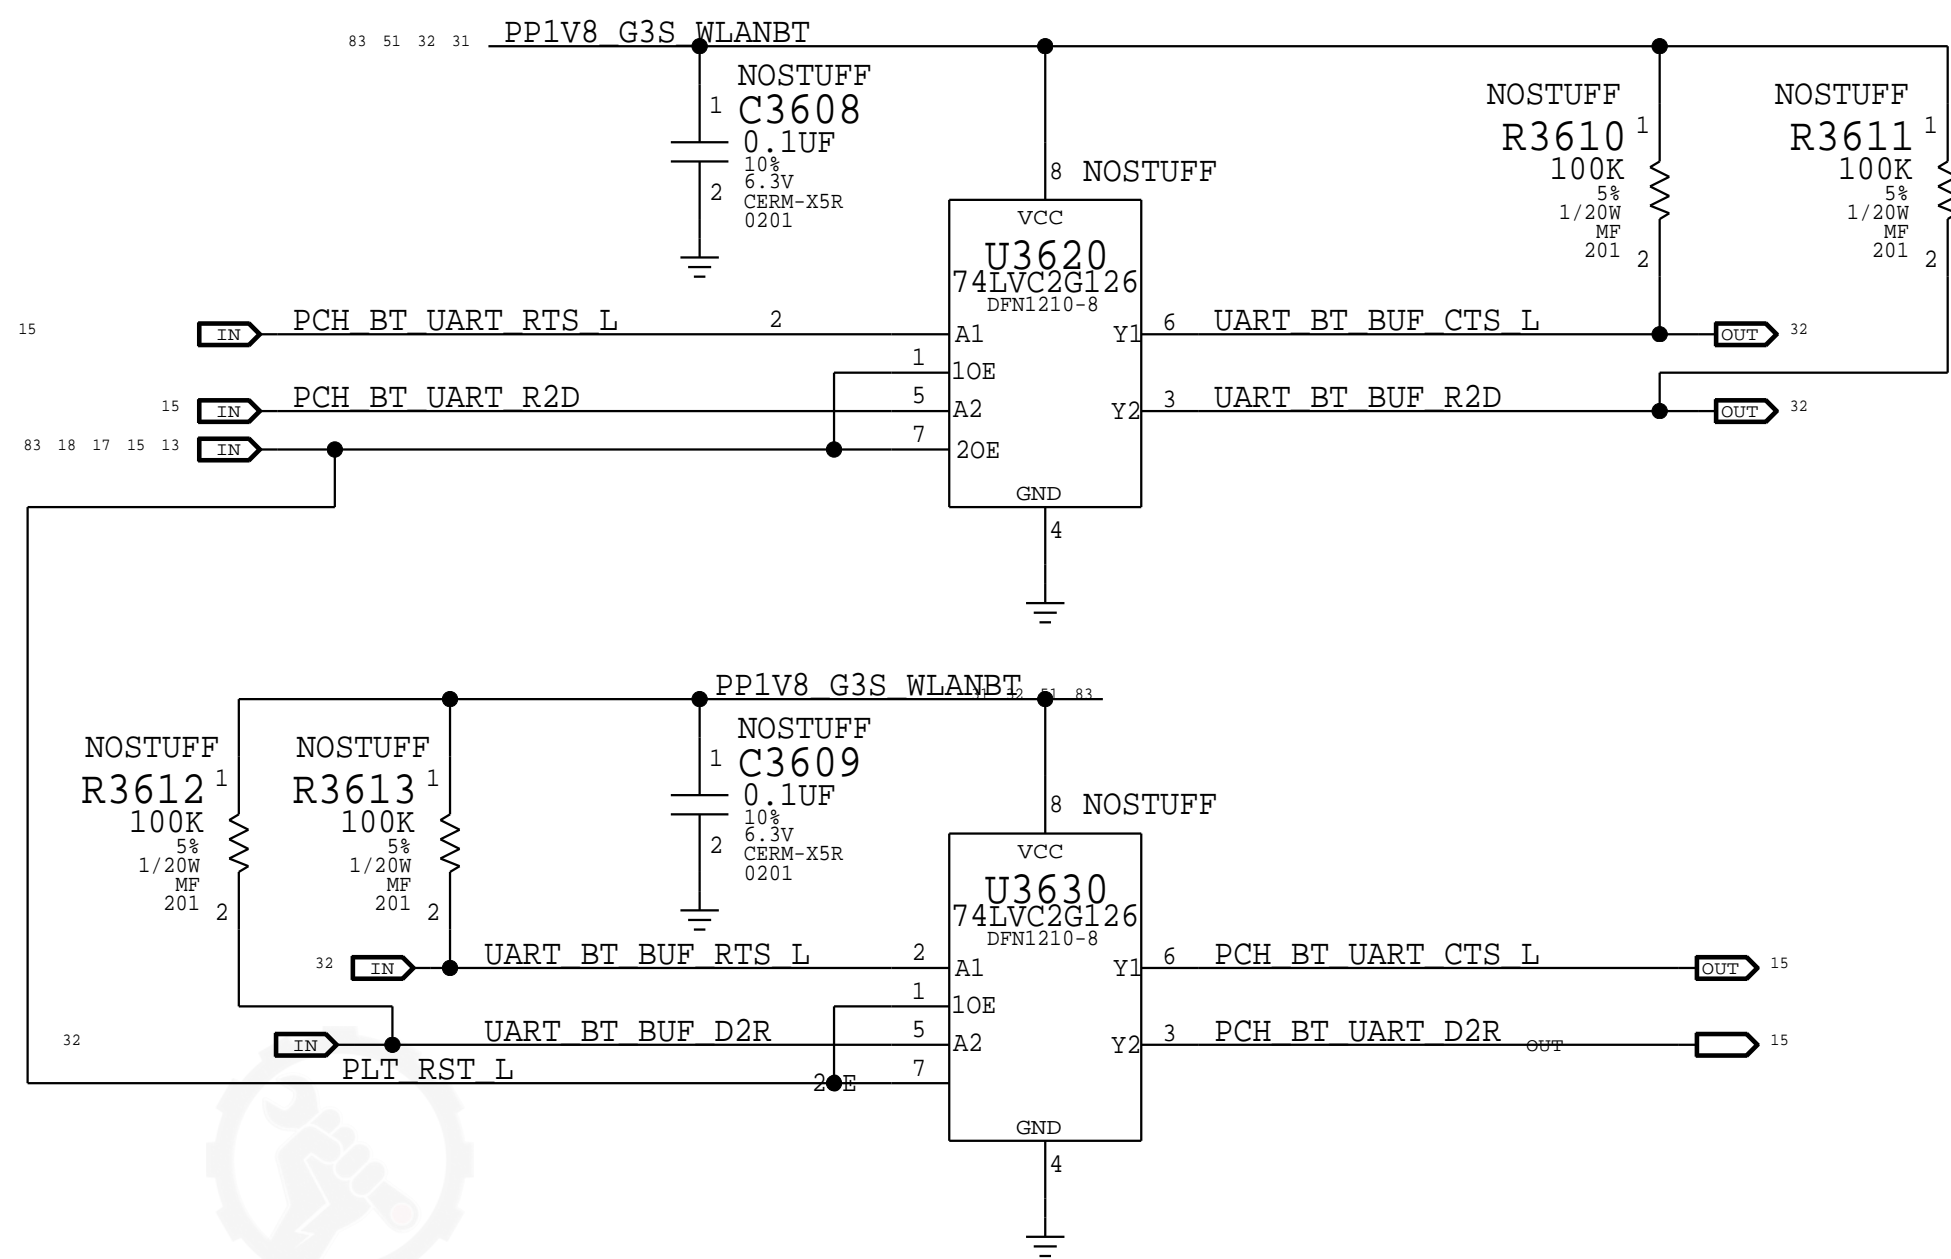 83 51 32 31 PP1V8_G3S_WLANBT
NOSTUFF
1 C3608
0.1UF
10%
6.3V
2 CERM-X5R
0201
8 NOSTUFF
NOSTUFF
R3610 1
100K
5%
1/20W
MF
201 2
NOSTUFF
R3611 1
100K
5%
1/20W
MF
201 2
VCC
U3620
74LVC2G126
DFN1210-8
15 IN PCH_BT_UART_RTS_L 2 A1 Y1 6 UART_BT_BUF_CTS_L OUT 32
1 1OE
15 IN PCH_BT_UART_R2D 5 A2 Y2 3 UART_BT_BUF_R2D OUT 32
83 18 17 15 13 IN 7 2OE
GND
4
PP1V8_G3S_WLANBT 83
NOSTUFF
R3612 1
100K
5%
1/20W
MF
201 2
NOSTUFF
R3613 1
100K
5%
1/20W
MF
201 2
NOSTUFF
1 C3609
0.1UF
10%
6.3V
2 CERM-X5R
0201
8 NOSTUFF
VCC
U3630
74LVC2G126
DFN1210-8
32 IN UART_BT_BUF_RTS_L 2 A1 Y1 6 PCH_BT_UART_CTS_L OUT 15
1 1OE
32 IN UART_BT_BUF_D2R 5 A2 Y2 3 PCH_BT_UART_D2R OUT 15
PLT_RST_L 7
GND
4